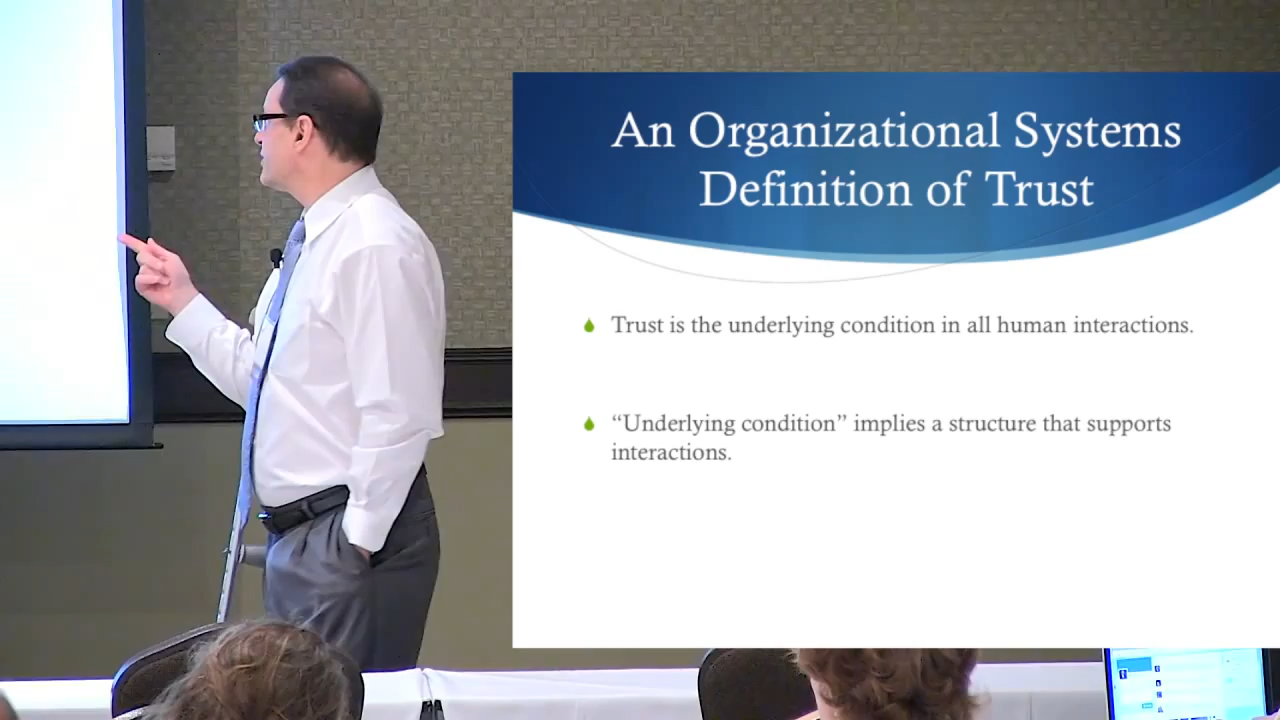 An Organizational Systems
Definition of Trust
Trust is the underlying condition in all human interactions.
“Underlying condition” implies a structure that supports
interactions.